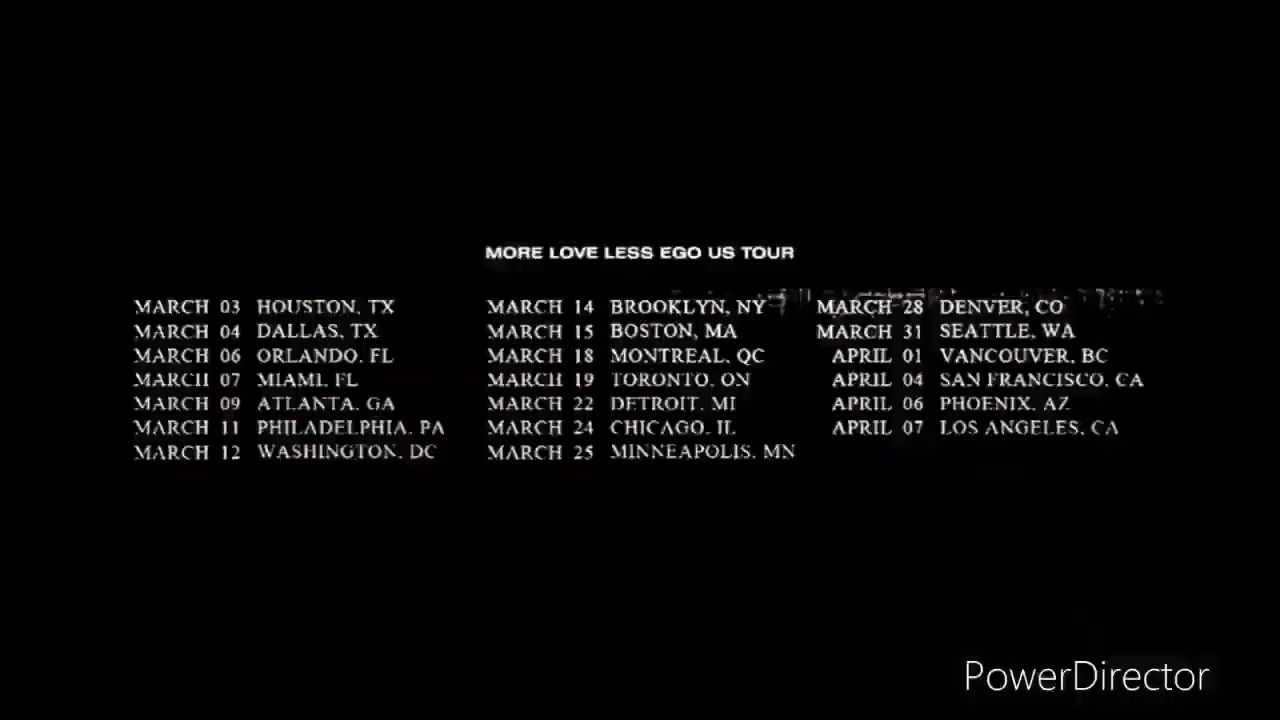 MORE LOVE LESS EGO US TOUR
MARCH 03 HOUSTON, TX
MARCH 04 DALLAS, TX
MARCH 06 ORLANDO, FL
MARCH 07 MIAMI, FL
MARCH 09 ATLANTA, GA
MARCH 11 PHILADELPHIA, PA
MARCH 12 WASHINGTON, DC
MARCH 14 BROOKLYN, NY
MARCH 15 BOSTON, MA
MARCH 18 MONTREAL, QC
MARCH 19 TORONTO, ON
MARCH 22 DETROIT, MI
MARCH 24 CHICAGO, IL
MARCH 25 MINNEAPOLIS, MN
MARCH 28 DENVER, CO
MARCH 31 SEATTLE, WA
APRIL 01 VANCOUVER, BC
APRIL 04 SAN FRANCISCO, CA
APRIL 06 PHOENIX, AZ
APRIL 07 LOS ANGELES, CA
PowerDirector